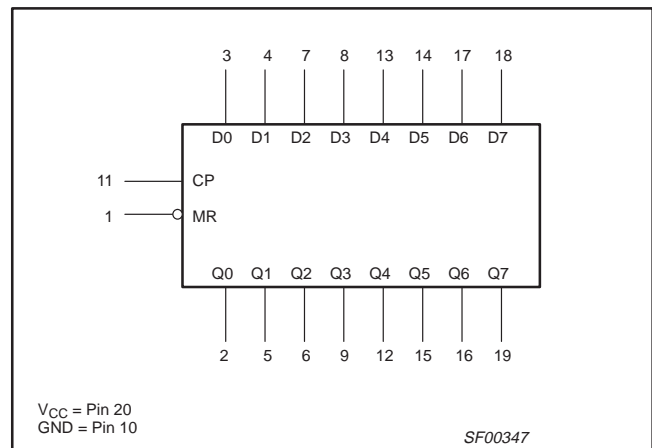 3 4 7 8 13 14 17 18
D0 D1 D2 D3 D4 D5 D6 D7
11 CP
1 MR
Q0 Q1 Q2 Q3 Q4 Q5 Q6 Q7
2 5 6 9 12 15 16 19
VCC = Pin 20
GND = Pin 10
SF00347